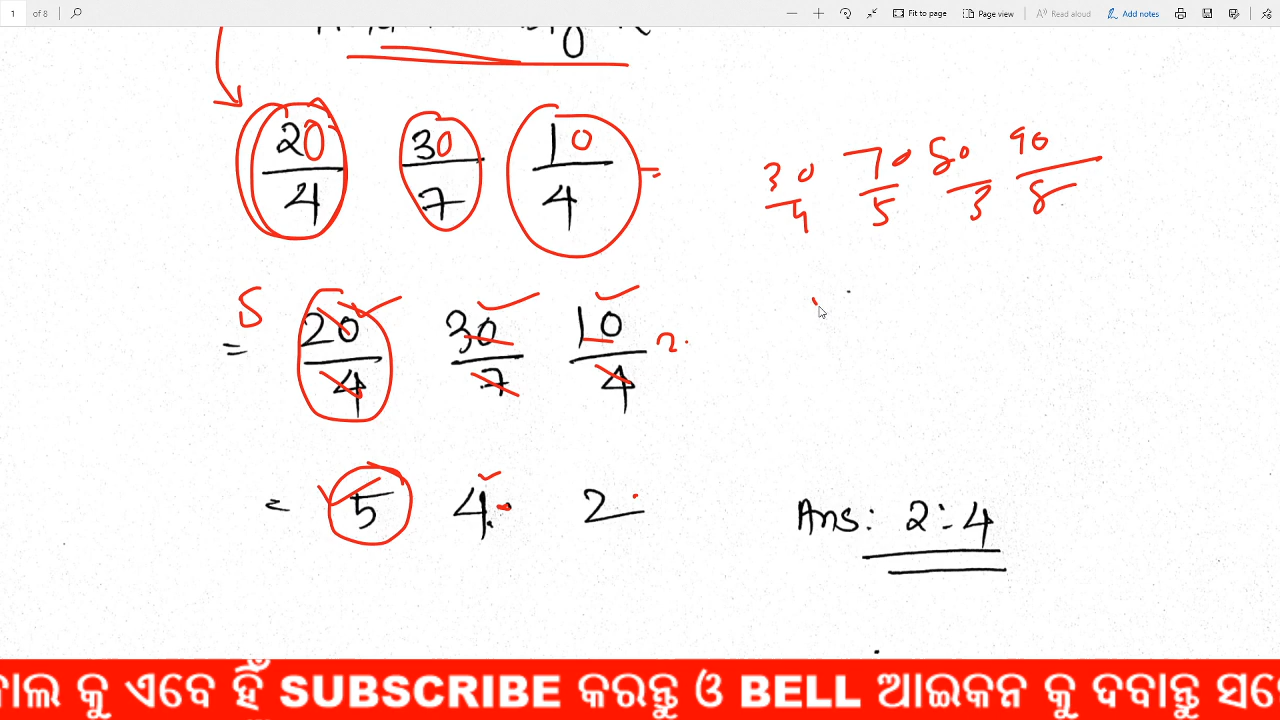 1 of 8 Fit to page Page view Read aloud Add notes
20/4 30/7 10/4 =
30/4 70/5 80/3 90/8
5
= 20/4 30/7 10/4 2.
= 5 4. 2
Ans: 2:4
କୁ ଏବେ ହିଁ SUBSCRIBE କରନ୍ତୁ ଓ BELL ଆଇକନ କୁ ଦବାନ୍ତୁ